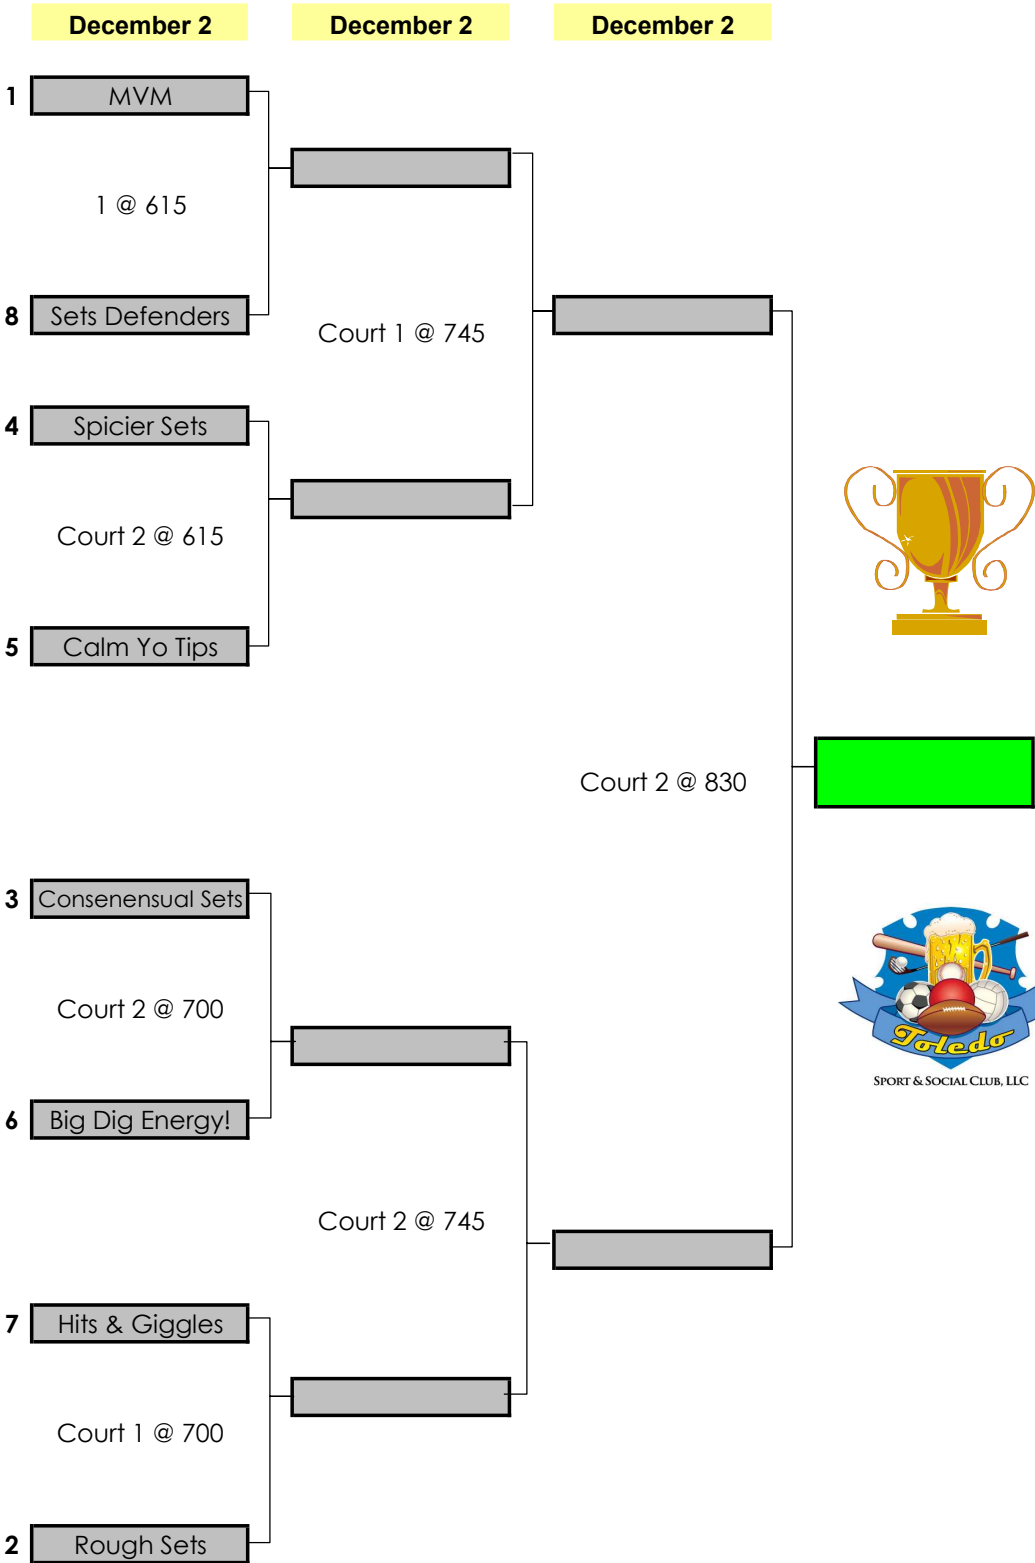 December 2
December 2
December 2
1 MVM
1 @ 615
8 Sets Defenders
Court 1 @ 745
4 Spicier Sets
Court 2 @ 615
5 Calm Yo Tips
Court 2 @ 830
3 Consenensual Sets
Court 2 @ 700
6 Big Dig Energy!
Toledo
SPORT & SOCIAL CLUB, LLC
Court 2 @ 745
7 Hits & Giggles
Court 1 @ 700
2 Rough Sets